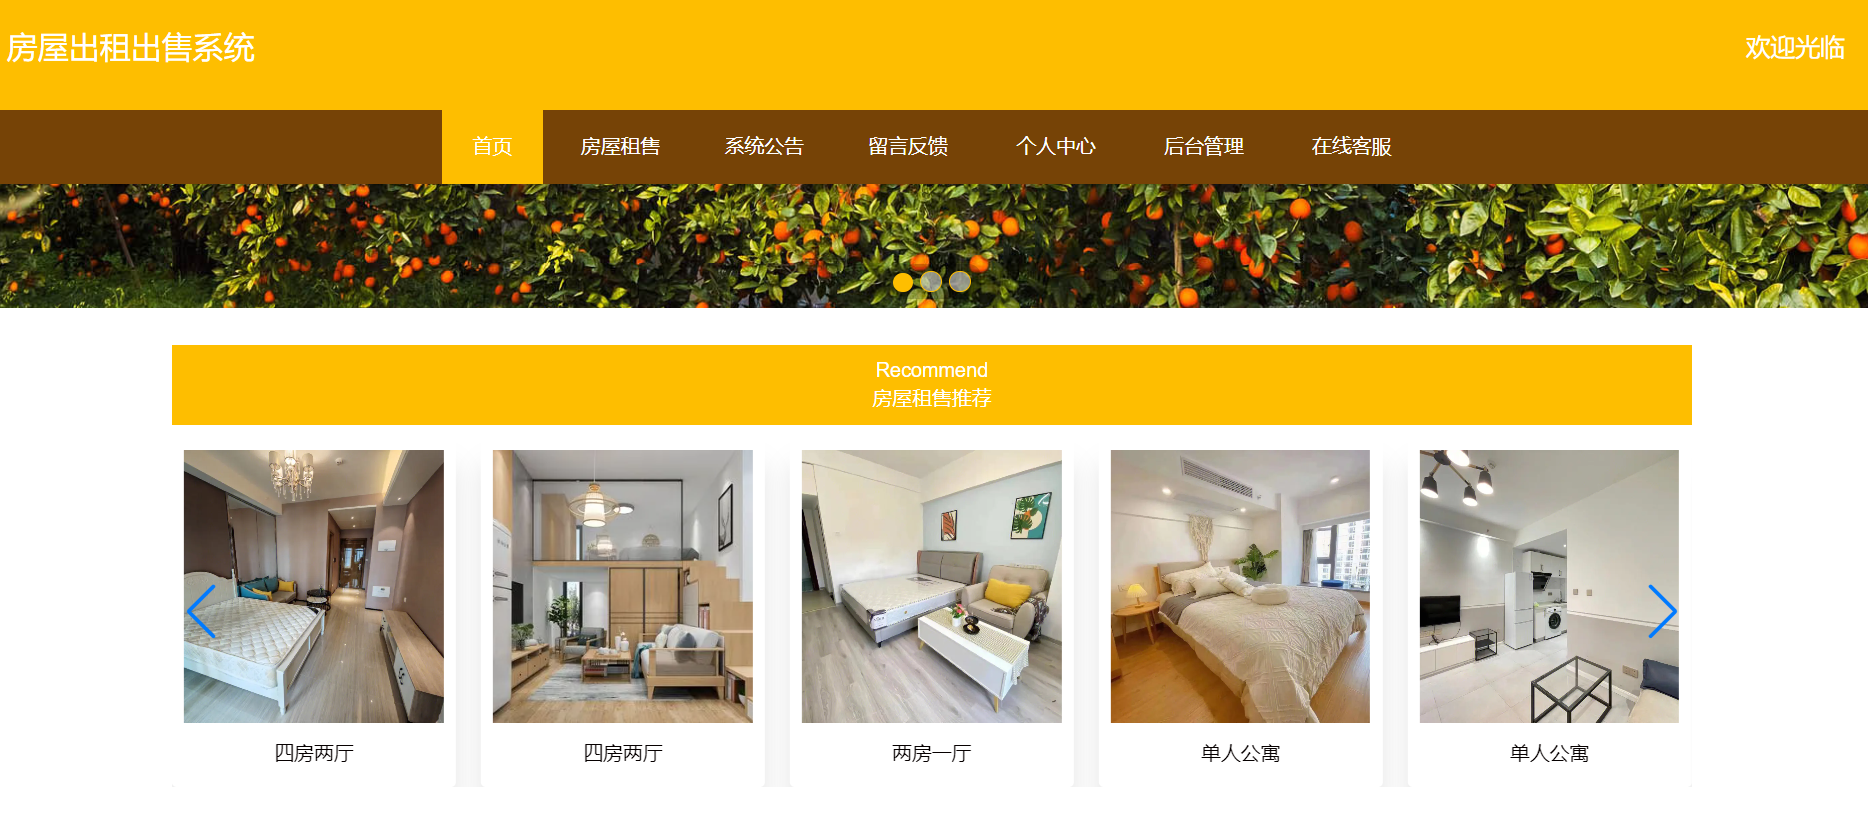 房屋出租出售系统
欢迎光临
首页 房屋租售 系统公告 留言反馈 个人中心 后台管理 在线客服
Recommend
房屋租售推荐
四房两厅 四房两厅 两房一厅 单人公寓 单人公寓